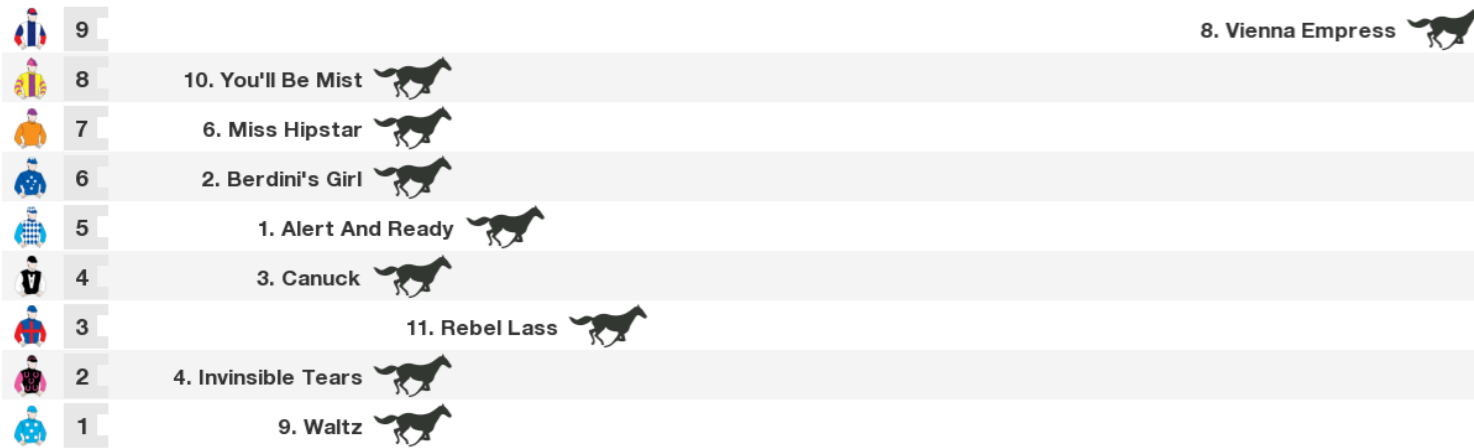 9 8. Vienna Empress
8 10. You'll Be Mist
7 6. Miss Hipstar
6 2. Berdini's Girl
5 1. Alert And Ready
4 3. Canuck
3 11. Rebel Lass
2 4. Invinsible Tears
1 9. Waltz